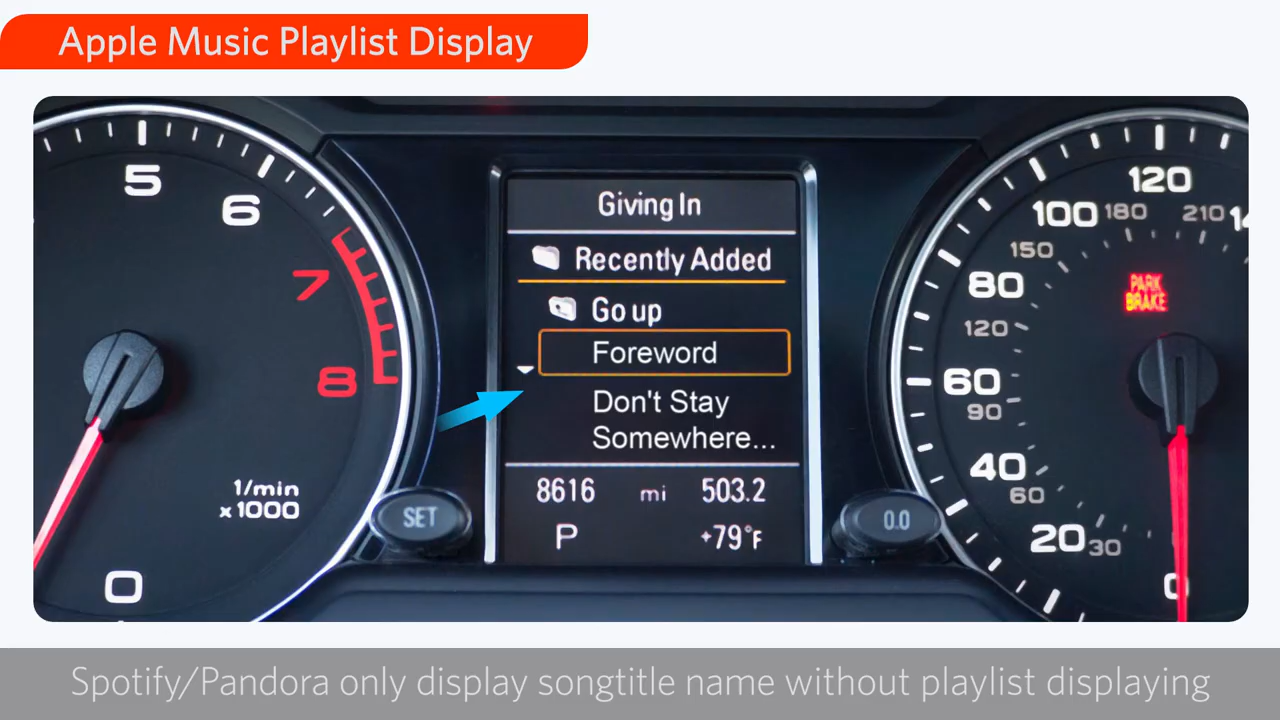 Apple Music Playlist Display
5
6
7
8
1/min
x1000
0
SET
Giving In
Recently Added
Go up
Foreword
Don't Stay
Somewhere...
8616 mi 503.2
P +79°F
0.0
120
100 180 210
150
80
120
60
90
40
60
20 30
0
PARK
BRAKE
Spotify/Pandora only display songtitle name without playlist displaying